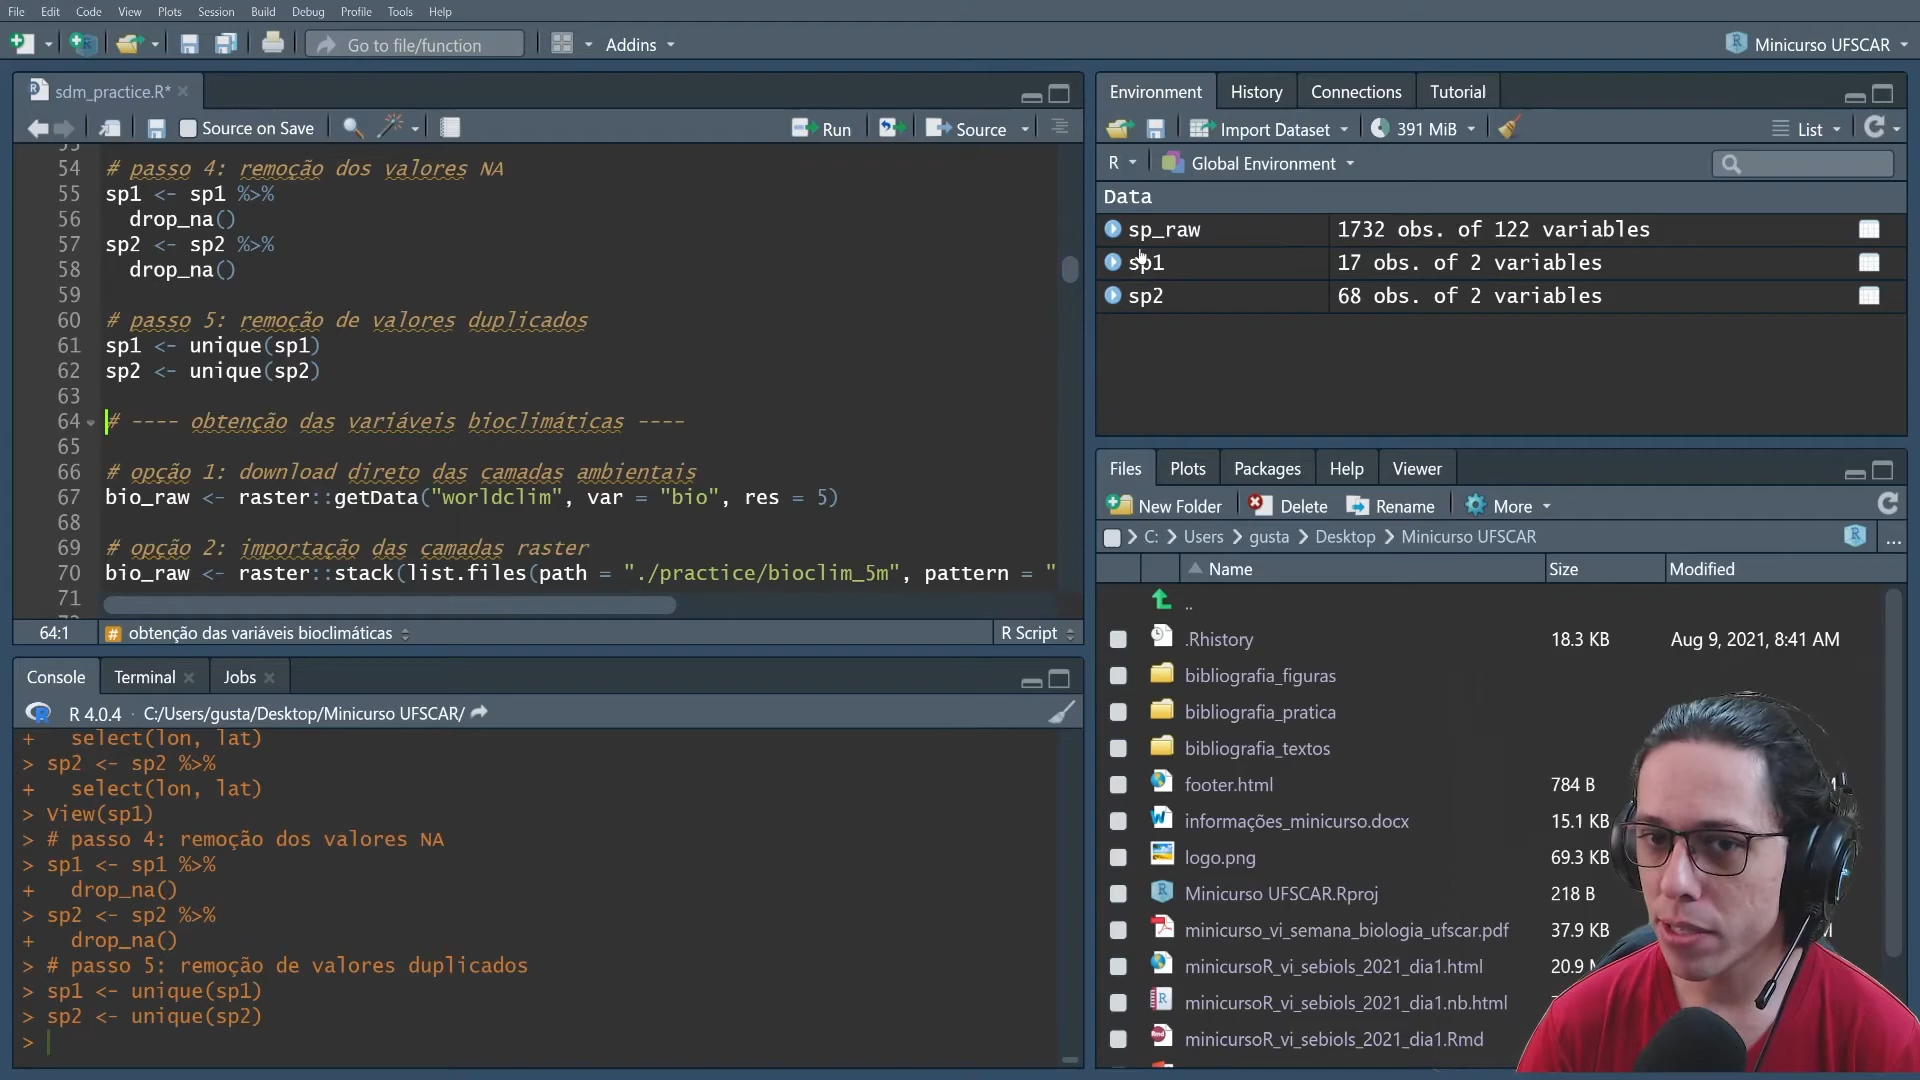 File Edit Code View Plots Session Build Debug Profile Tools Help
Go to file/function
Addins
Minicurso UFSCAR
sdm_practice.R*
Source on Save
Run
Source
54 # passo 4: remoção dos valores NA
55 sp1 <- sp1 %>%
56 drop_na()
57 sp2 <- sp2 %>%
58 drop_na()
59
60 # passo 5: remoção de valores duplicados
61 sp1 <- unique(sp1)
62 sp2 <- unique(sp2)
63
64 # ---- obtenção das variáveis bioclimáticas ----
65
66 # opção 1: download direto das camadas ambientais
67 bio_raw <- raster::getData("worldclim", var = "bio", res = 5)
68
69 # opção 2: importação das camadas raster
70 bio_raw <- raster::stack(list.files(path = "./practice/bioclim_5m", pattern = "
71
64:1 obtenção das variáveis bioclimáticas R Script
Console Terminal Jobs
R 4.0.4 · C:/Users/gusta/Desktop/Minicurso UFSCAR/
+ select(lon, lat)
> sp2 <- sp2 %>%
+ select(lon, lat)
> View(sp1)
> # passo 4: remoção dos valores NA
> sp1 <- sp1 %>%
+ drop_na()
> sp2 <- sp2 %>%
+ drop_na()
> # passo 5: remoção de valores duplicados
> sp1 <- unique(sp1)
> sp2 <- unique(sp2)
>
Environment History Connections Tutorial
Import Dataset 391 MiB List
R Global Environment
Data
sp_raw 1732 obs. of 122 variables
sp1 17 obs. of 2 variables
sp2 68 obs. of 2 variables
Files Plots Packages Help Viewer
New Folder Delete Rename More
C: > Users > gusta > Desktop > Minicurso UFSCAR ...
Name Size Modified
..
.Rhistory 18.3 KB Aug 9, 2021, 8:41 AM
bibliografia_figuras
bibliografia_pratica
bibliografia_textos
footer.html 784 B
informações_minicurso.docx 15.1 KB
logo.png 69.3 KB
Minicurso UFSCAR.Rproj 218 B
minicurso_vi_semana_biologia_ufscar.pdf 37.9 KB
minicursoR_vi_sebiols_2021_dia1.html 20.9
minicursoR_vi_sebiols_2021_dia1.nb.html
minicursoR_vi_sebiols_2021_dia1.Rmd